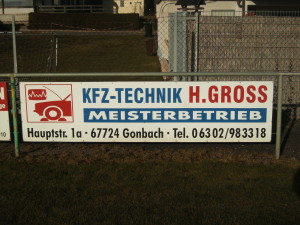 KFZ-TECHNIK H.GROSS
MEISTERBETRIEB
Hauptstr. 1a · 67724 Gonbach · Tel. 06302/983318